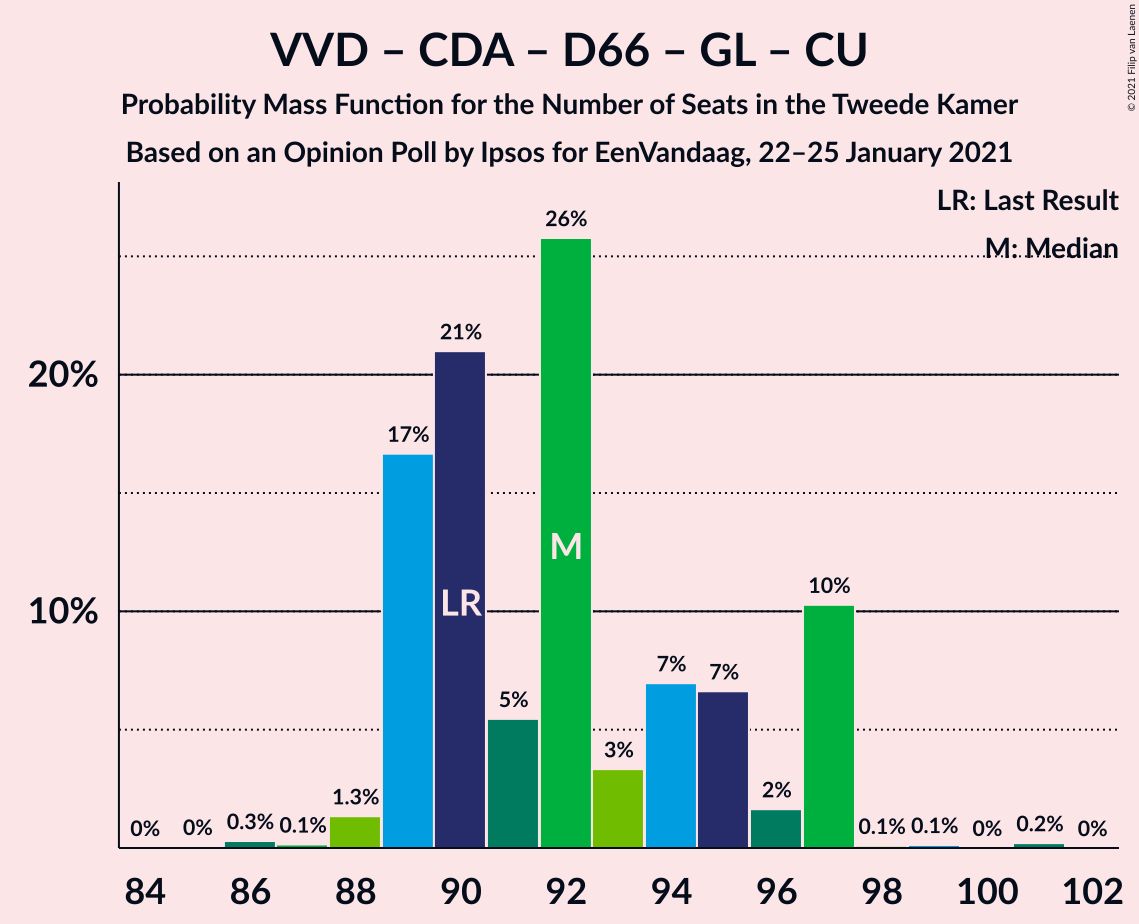 © 2021 Filip van Laenen
VVD – CDA – D66 – GL – CU
Probability Mass Function for the Number of Seats in the Tweede Kamer
Based on an Opinion Poll by Ipsos for EenVandaag, 22–25 January 2021
LR: Last Result
M: Median
20%
10%
0%
0%
0.3%
0.1%
1.3%
17%
21%
5%
26%
3%
7%
7%
2%
10%
0.1%
0.1%
0%
0.2%
0%
LR
M
84 86 88 90 92 94 96 98 100 102